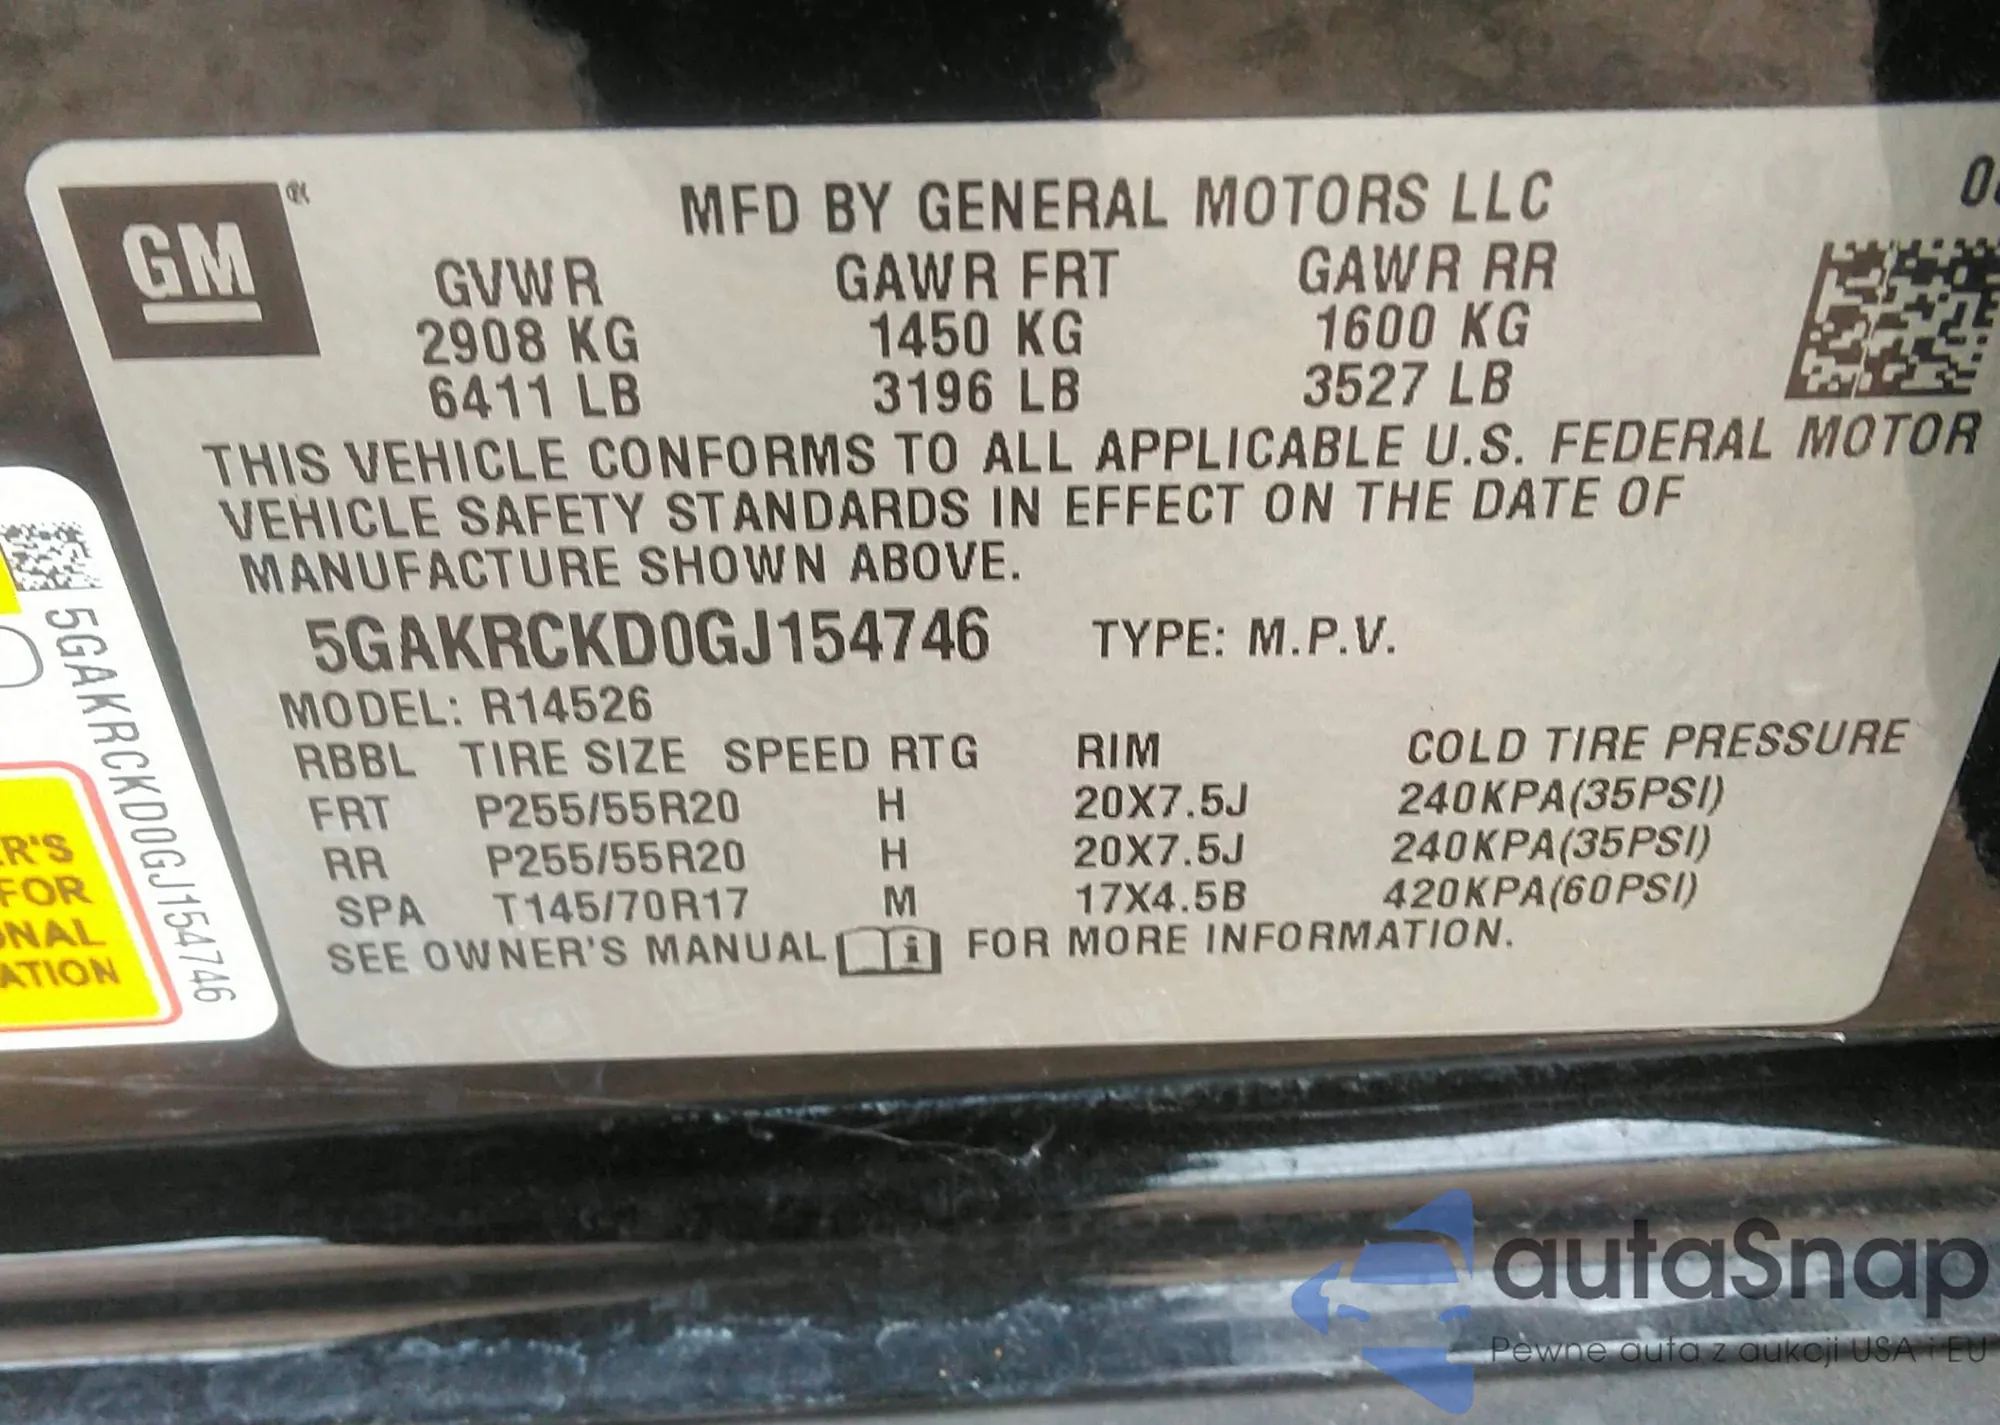 GM ®
MFD BY GENERAL MOTORS LLC
GVWR GAWR FRT GAWR RR
2908 KG 1450 KG 1600 KG
6411 LB 3196 LB 3527 LB
THIS VEHICLE CONFORMS TO ALL APPLICABLE U.S. FEDERAL MOTOR
VEHICLE SAFETY STANDARDS IN EFFECT ON THE DATE OF
MANUFACTURE SHOWN ABOVE.
5GAKRCKD0GJ154746 TYPE: M.P.V.
MODEL: R14526
RBBL TIRE SIZE SPEED RTG RIM COLD TIRE PRESSURE
FRT P255/55R20 H 20X7.5J 240KPA(35PSI)
RR P255/55R20 H 20X7.5J 240KPA(35PSI)
SPA T145/70R17 M 17X4.5B 420KPA(60PSI)
SEE OWNER'S MANUAL i FOR MORE INFORMATION.
5GAKRCKD0GJ154746
R'S
FOR
NAL
ATION
autaSnap
Pewne auta z aukcji USA i EU